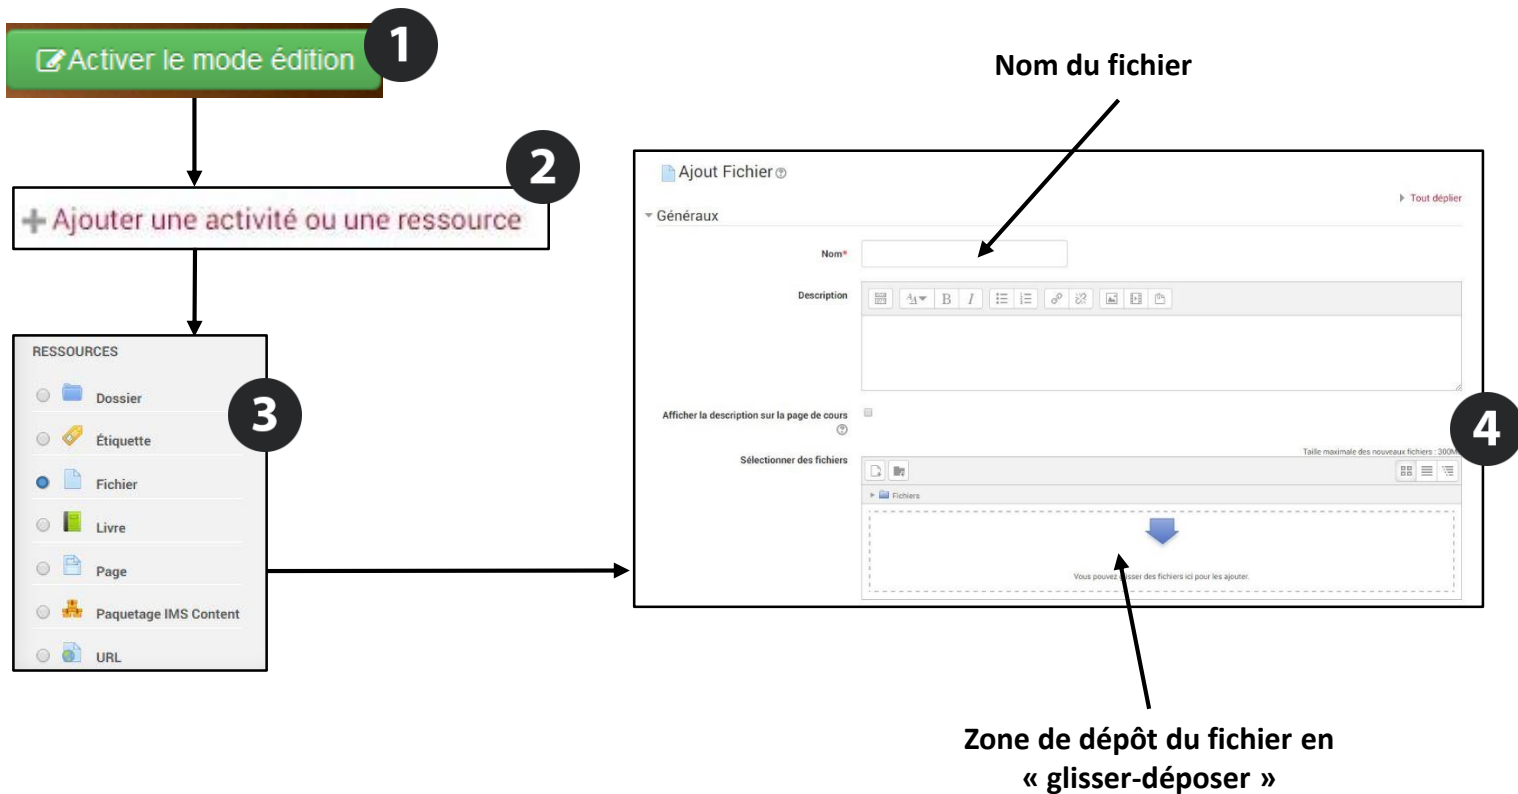 1
Activer le mode édition
2
Ajouter une activité ou une ressource
3
RESSOURCES
Dossier
Étiquette
Fichier
Livre
Page
Paquetage IMS Content
URL
Nom du fichier
Ajout Fichier
Tout déplier
Généraux
Nom*
Description
B I
Afficher la description sur la page de cours
4
Taille maximale des nouveaux fichiers : 300M
Sélectionner des fichiers
Fichiers
Vous pouvez glisser des fichiers ici pour les ajouter.
Zone de dépôt du fichier en
« glisser-déposer »